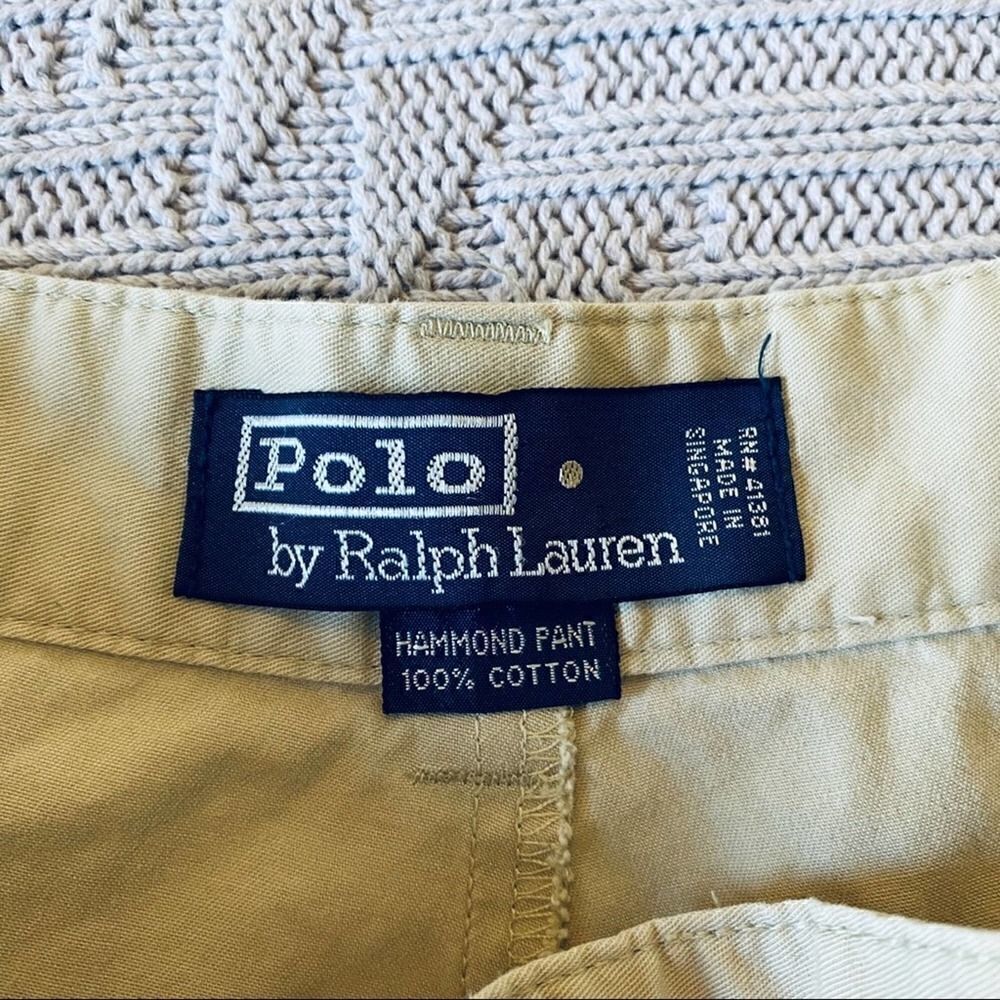 Polo
by Ralph Lauren
RN# 41381
MADE IN
SINGAPORE
HAMMOND PANT
100% COTTON